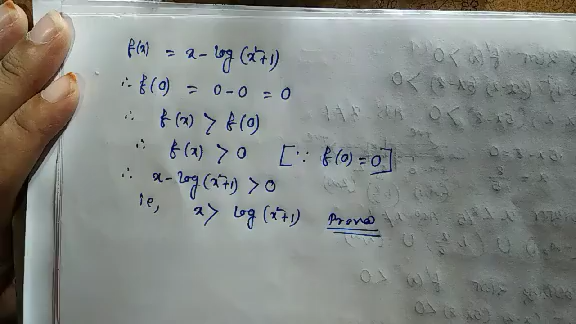 f(x) = x - log (x²+1)
∴ f(0) = 0 - 0 = 0
∴ f(x) > f(0)
∴ f(x) > 0 [∵ f(0) = 0]
∴ x - log(x²+1) > 0
ie, x > log (x²+1) Proved